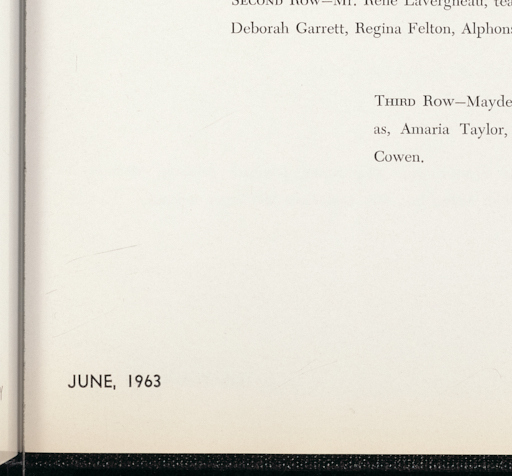 SECOND ROW—Mr. Rene Lavergneau, tea
Deborah Garrett, Regina Felton, Alphons
THIRD ROW—Mayde
as, Amaria Taylor,
Cowen.
JUNE, 1963